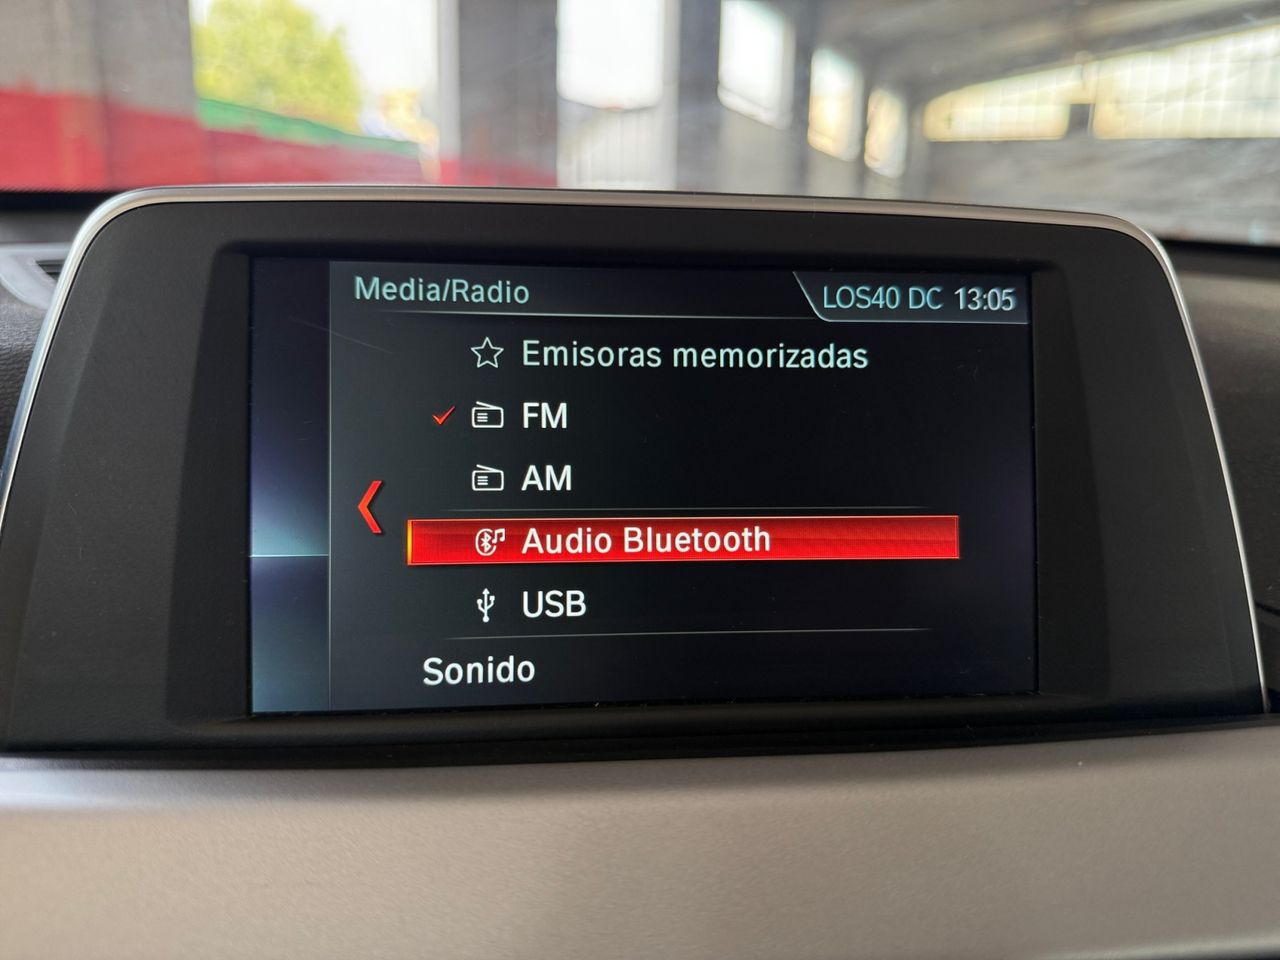 Media/Radio
LOS40 DC 13:05
Emisoras memorizadas
FM
AM
Audio Bluetooth
USB
Sonido